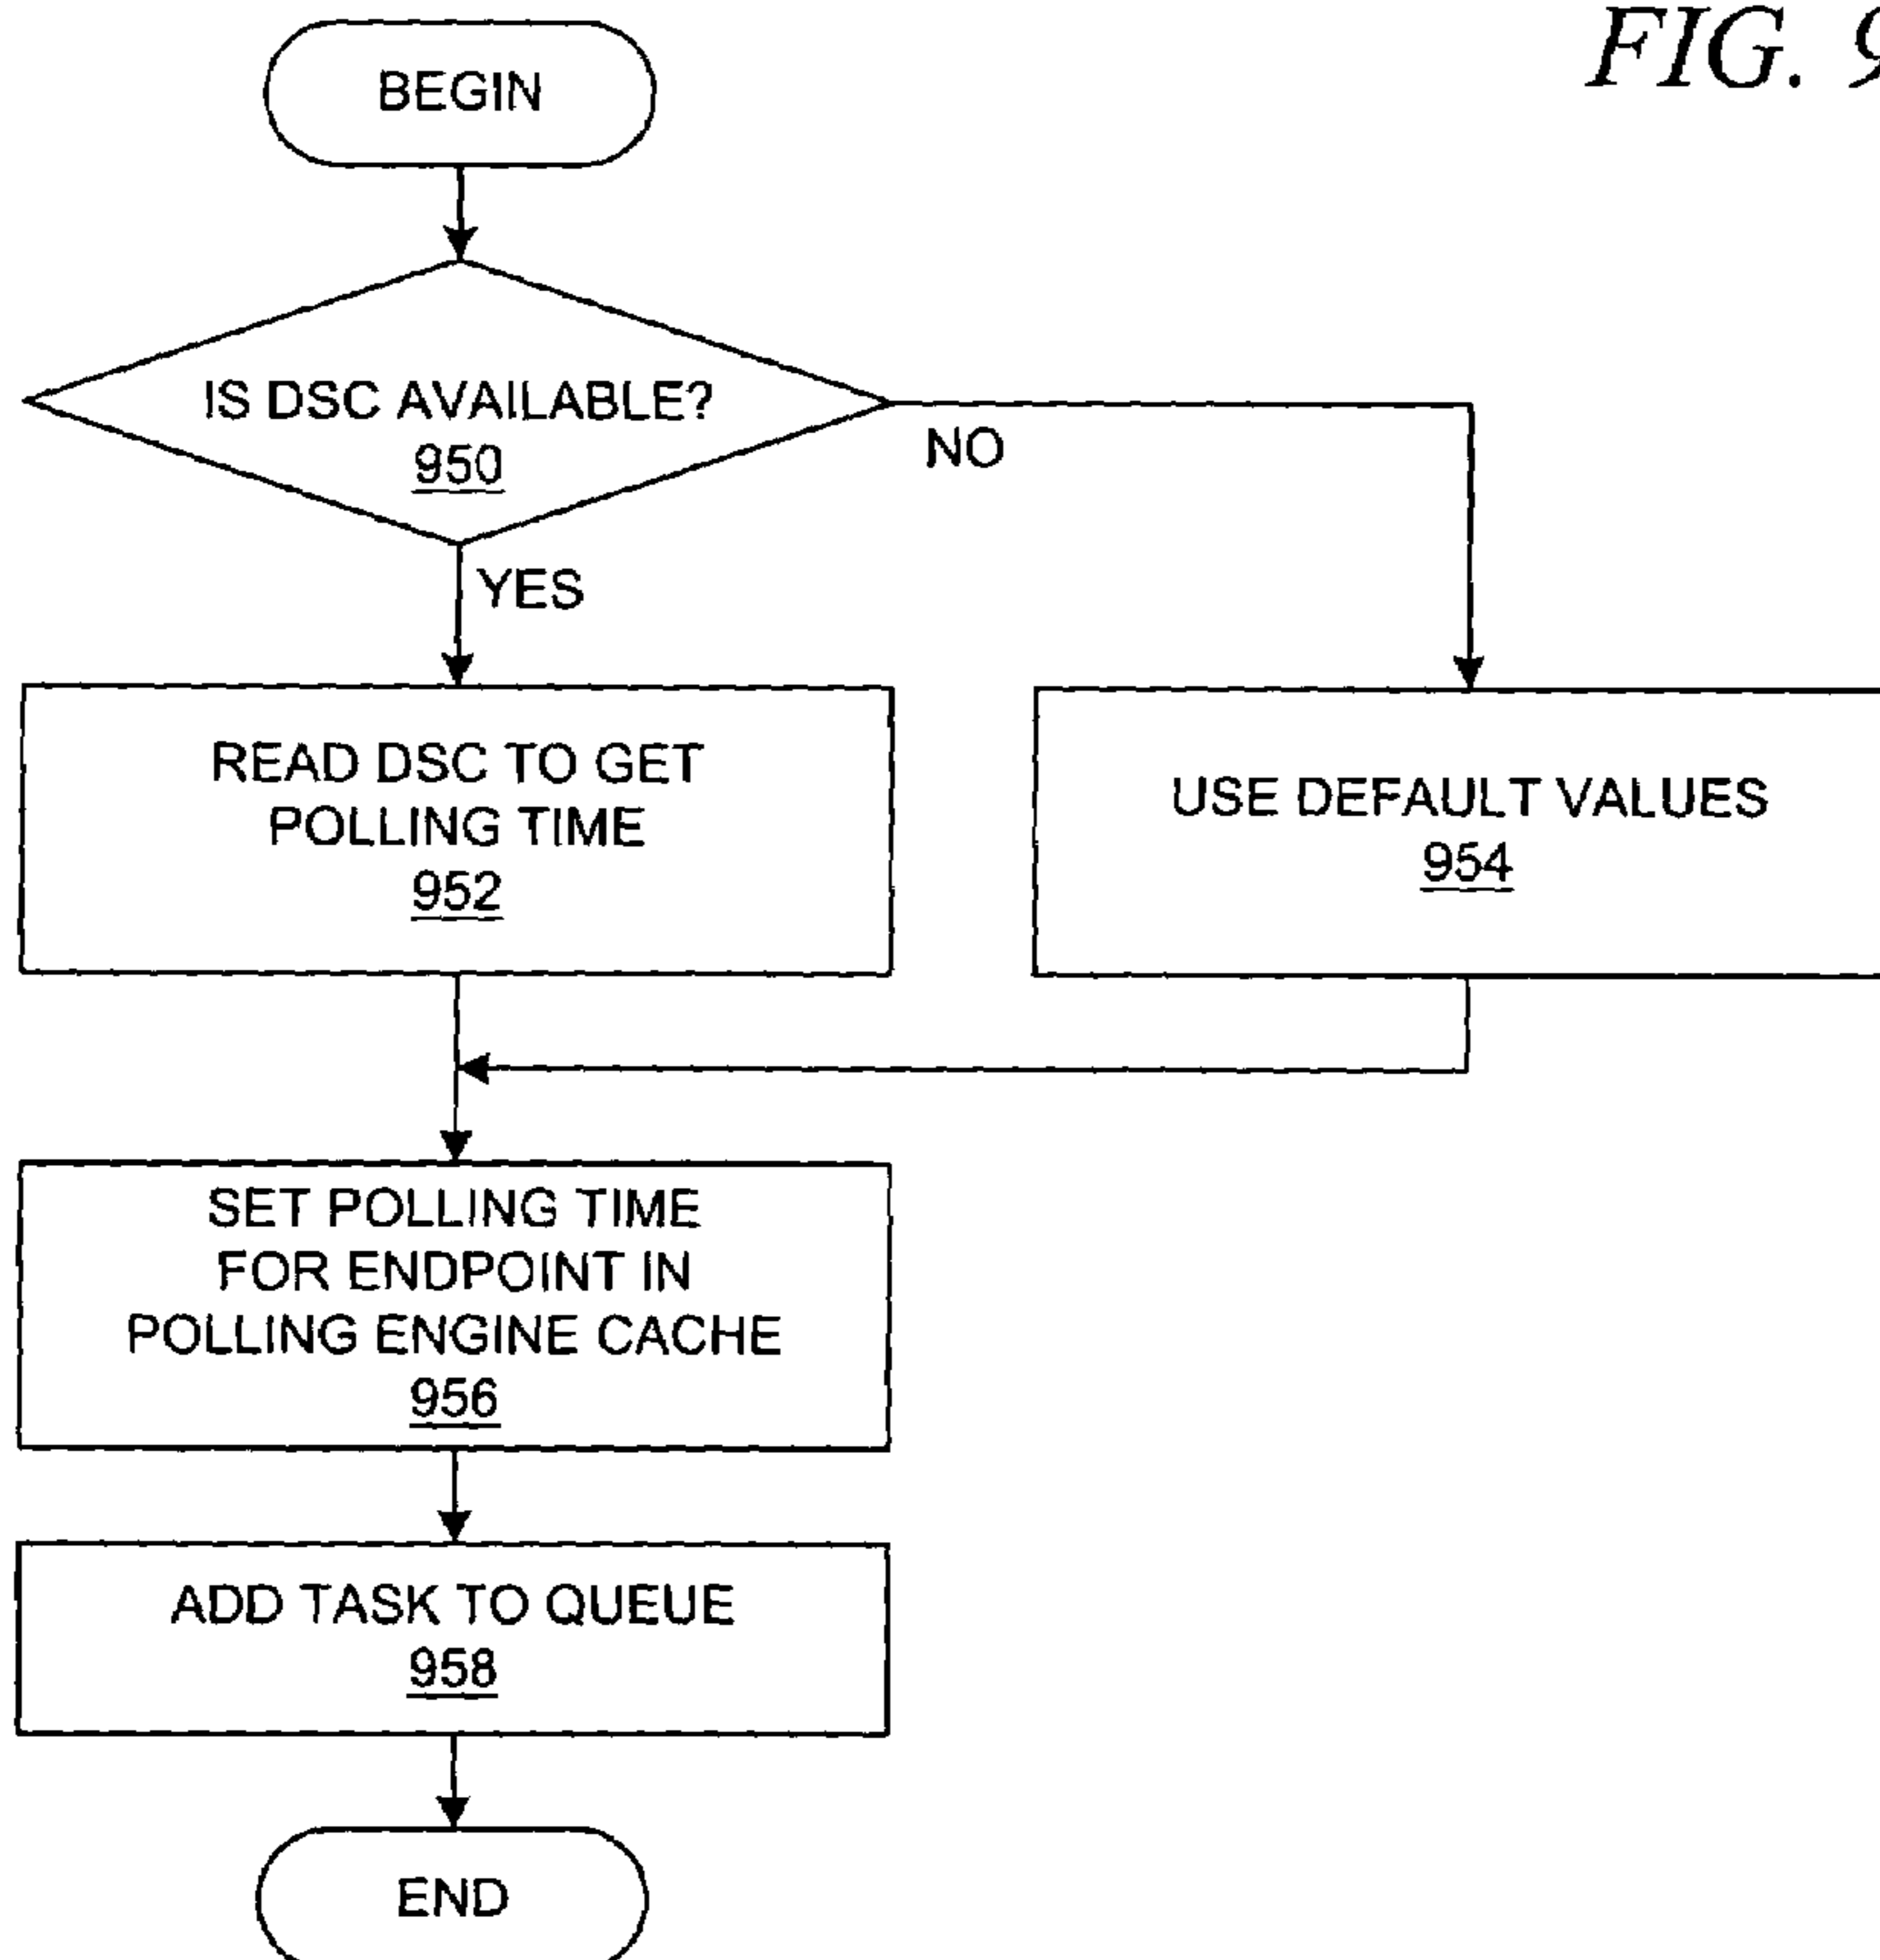 FIG. 9
BEGIN
IS DSC AVAILABLE?
950
NO
YES
READ DSC TO GET
POLLING TIME
952
USE DEFAULT VALUES
954
SET POLLING TIME
FOR ENDPOINT IN
POLLING ENGINE CACHE
956
ADD TASK TO QUEUE
958
END